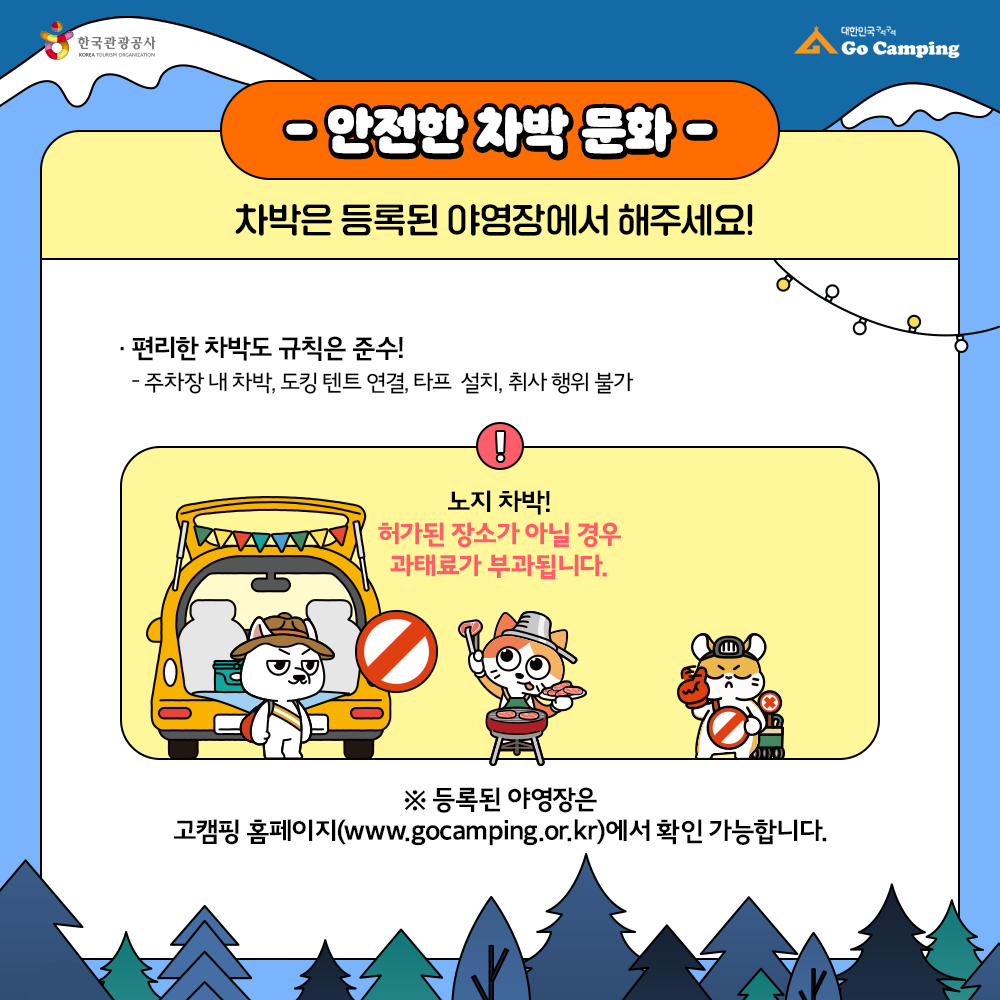 한국관광공사
KOREA TOURISM ORGANIZATION
대한민국 구석구석
Go Camping
- 안전한 차박 문화 -
차박은 등록된 야영장에서 해주세요!
· 편리한 차박도 규칙은 준수!
- 주차장 내 차박, 도킹 텐트 연결, 타프 설치, 취사 행위 불가
!
노지 차박!
허가된 장소가 아닐 경우
과태료가 부과됩니다.
※ 등록된 야영장은
고캠핑 홈페이지(www.gocamping.or.kr)에서 확인 가능합니다.